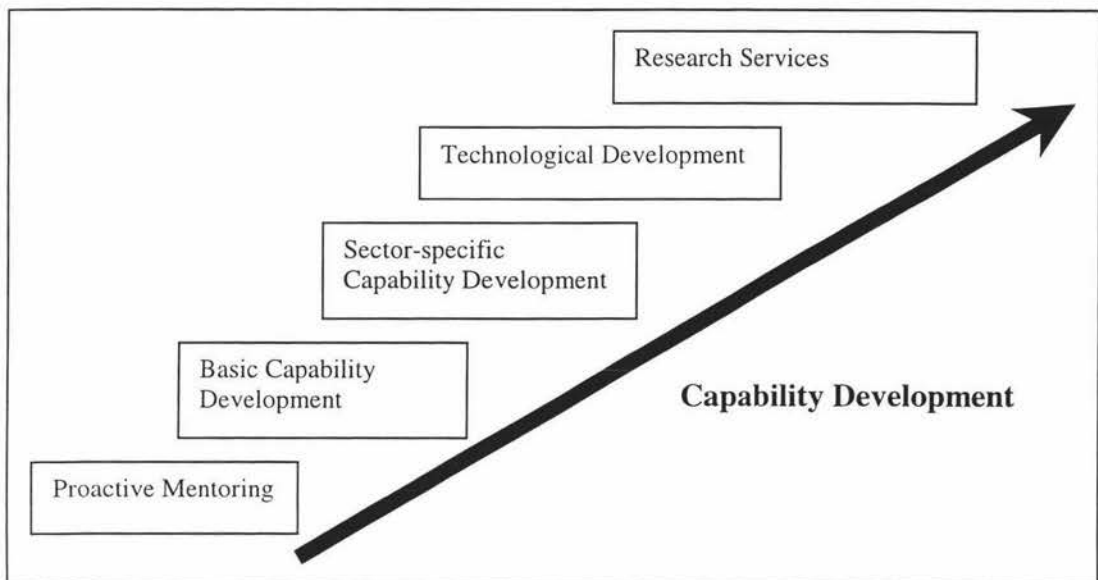 Research Services
Technological Development
Sector-specific
Capability Development
Basic Capability
Development
Capability Development
Proactive Mentoring